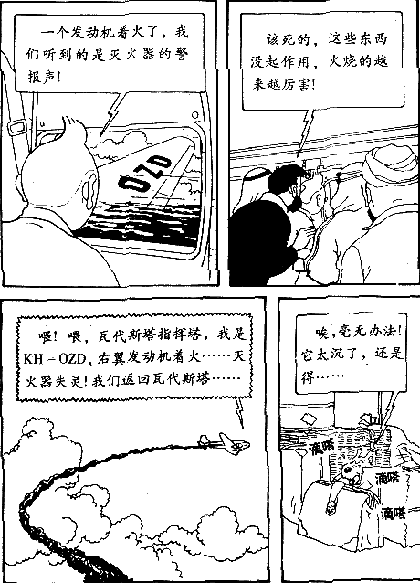 一个发动机着火了，我
们听到的是灭火器的警
报声！
OZD
该死的，这些东西
没起作用，火烧的越
来越厉害！
喂！喂，瓦代斯塔指挥塔，我是
KH—OZD，右翼发动机着火……灭
火器失灵！我们返回瓦代斯塔……
唉，毫无办法！
它太沉了，还是
得……
滴嗒
滴嗒
滴嗒